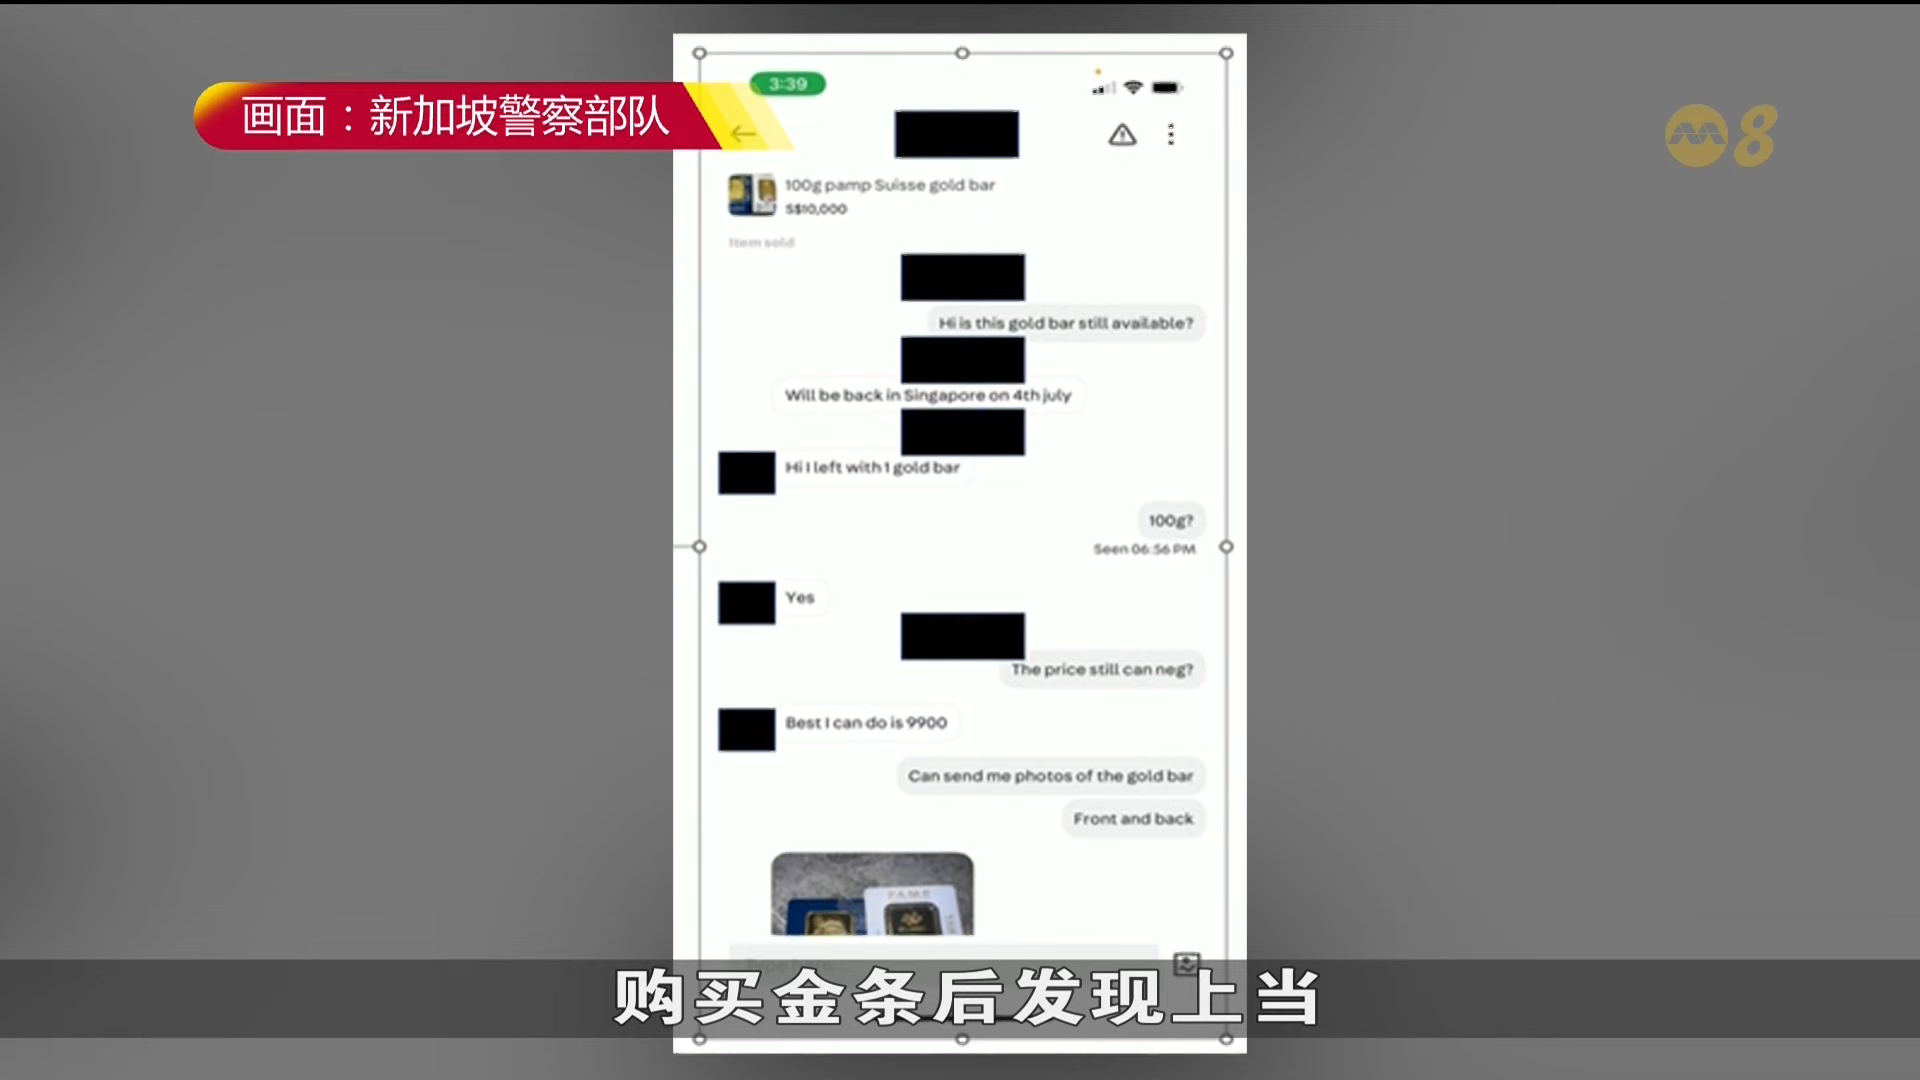 画面：新加坡警察部队
8
3:39
100g pamp Suisse gold bar
S$10,000
Item sold
Hi is this gold bar still available?
Will be back in Singapore on 4th july
Hi I left with 1 gold bar
100g?
Seen 06:56 PM
Yes
The price still can neg?
Best I can do is 9900
Can send me photos of the gold bar
Front and back
PAMP
购买金条后发现上当